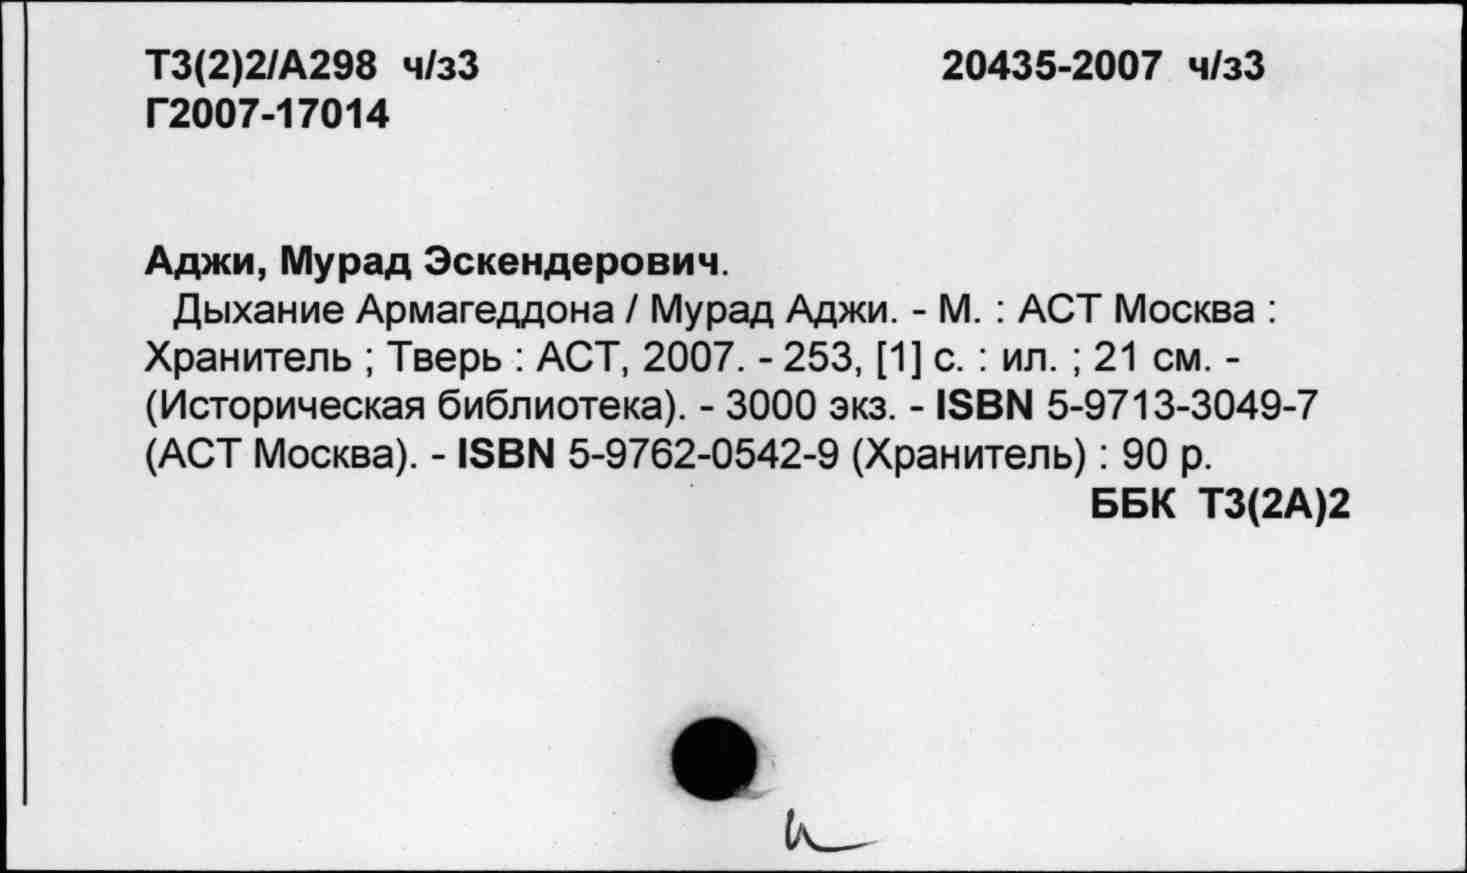 Т3(2)2/А298 ч/з3 20435-2007 ч/з3
Г2007-17014
Аджи, Мурад Эскендерович.
Дыхание Армагеддона / Мурад Аджи. - М. : АСТ Москва :
Хранитель ; Тверь : АСТ, 2007. - 253, [1] с. : ил. ; 21 см. -
(Историческая библиотека). - 3000 экз. - ISBN 5-9713-3049-7
(АСТ Москва). - ISBN 5-9762-0542-9 (Хранитель) : 90 р.
ББК Т3(2А)2